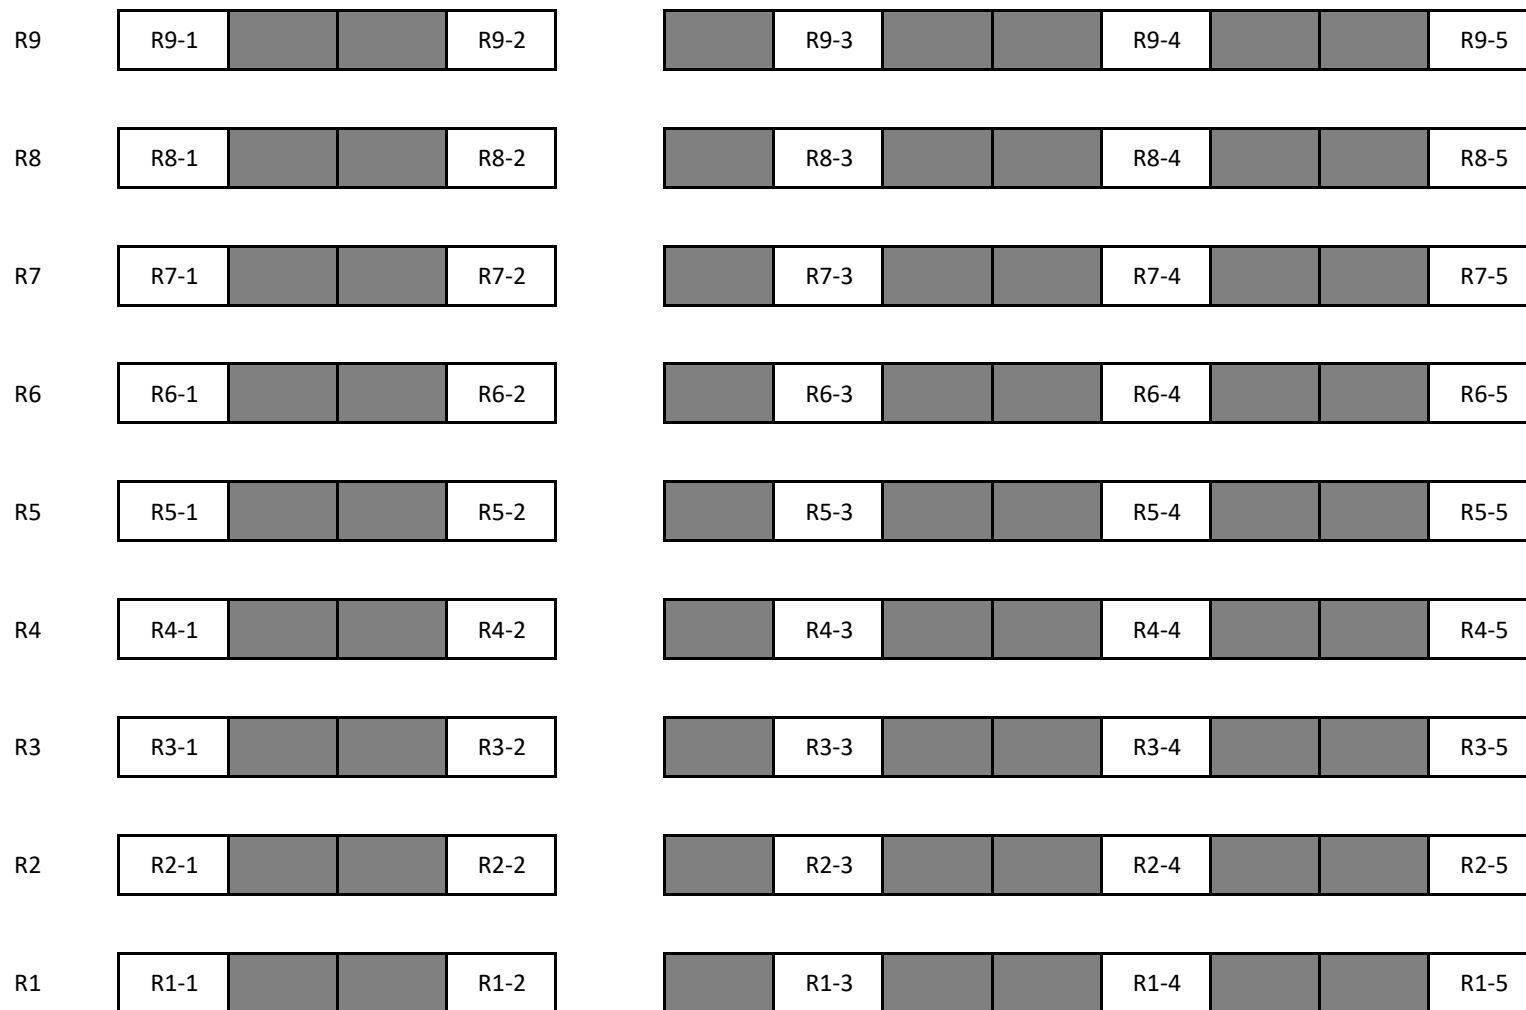 R9 R9-1 R9-2 R9-3 R9-4 R9-5
R8 R8-1 R8-2 R8-3 R8-4 R8-5
R7 R7-1 R7-2 R7-3 R7-4 R7-5
R6 R6-1 R6-2 R6-3 R6-4 R6-5
R5 R5-1 R5-2 R5-3 R5-4 R5-5
R4 R4-1 R4-2 R4-3 R4-4 R4-5
R3 R3-1 R3-2 R3-3 R3-4 R3-5
R2 R2-1 R2-2 R2-3 R2-4 R2-5
R1 R1-1 R1-2 R1-3 R1-4 R1-5